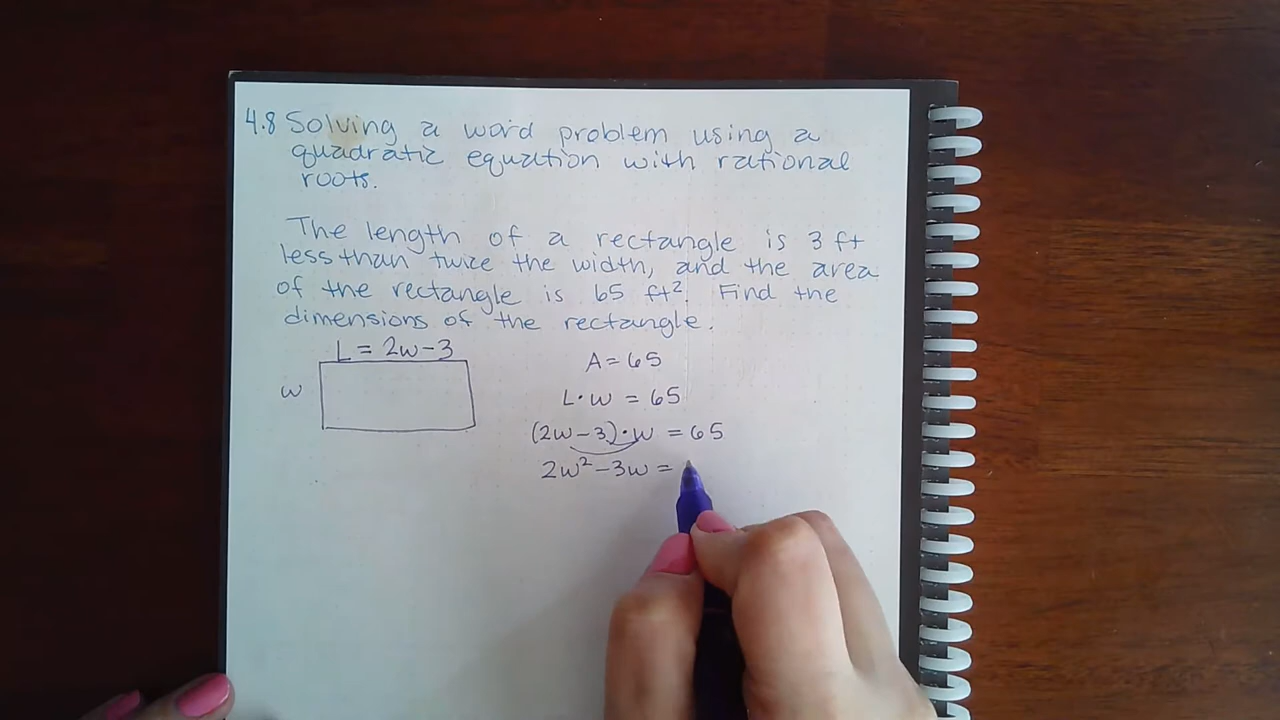 4.8 Solving a word problem using a
quadratic equation with rational
roots.
The length of a rectangle is 3 ft
less than twice the width, and the area
of the rectangle is 65 ft². Find the
dimensions of the rectangle.
L = 2w-3
w
A = 65
L·w = 65
(2w-3)·w = 65
2w²-3w =